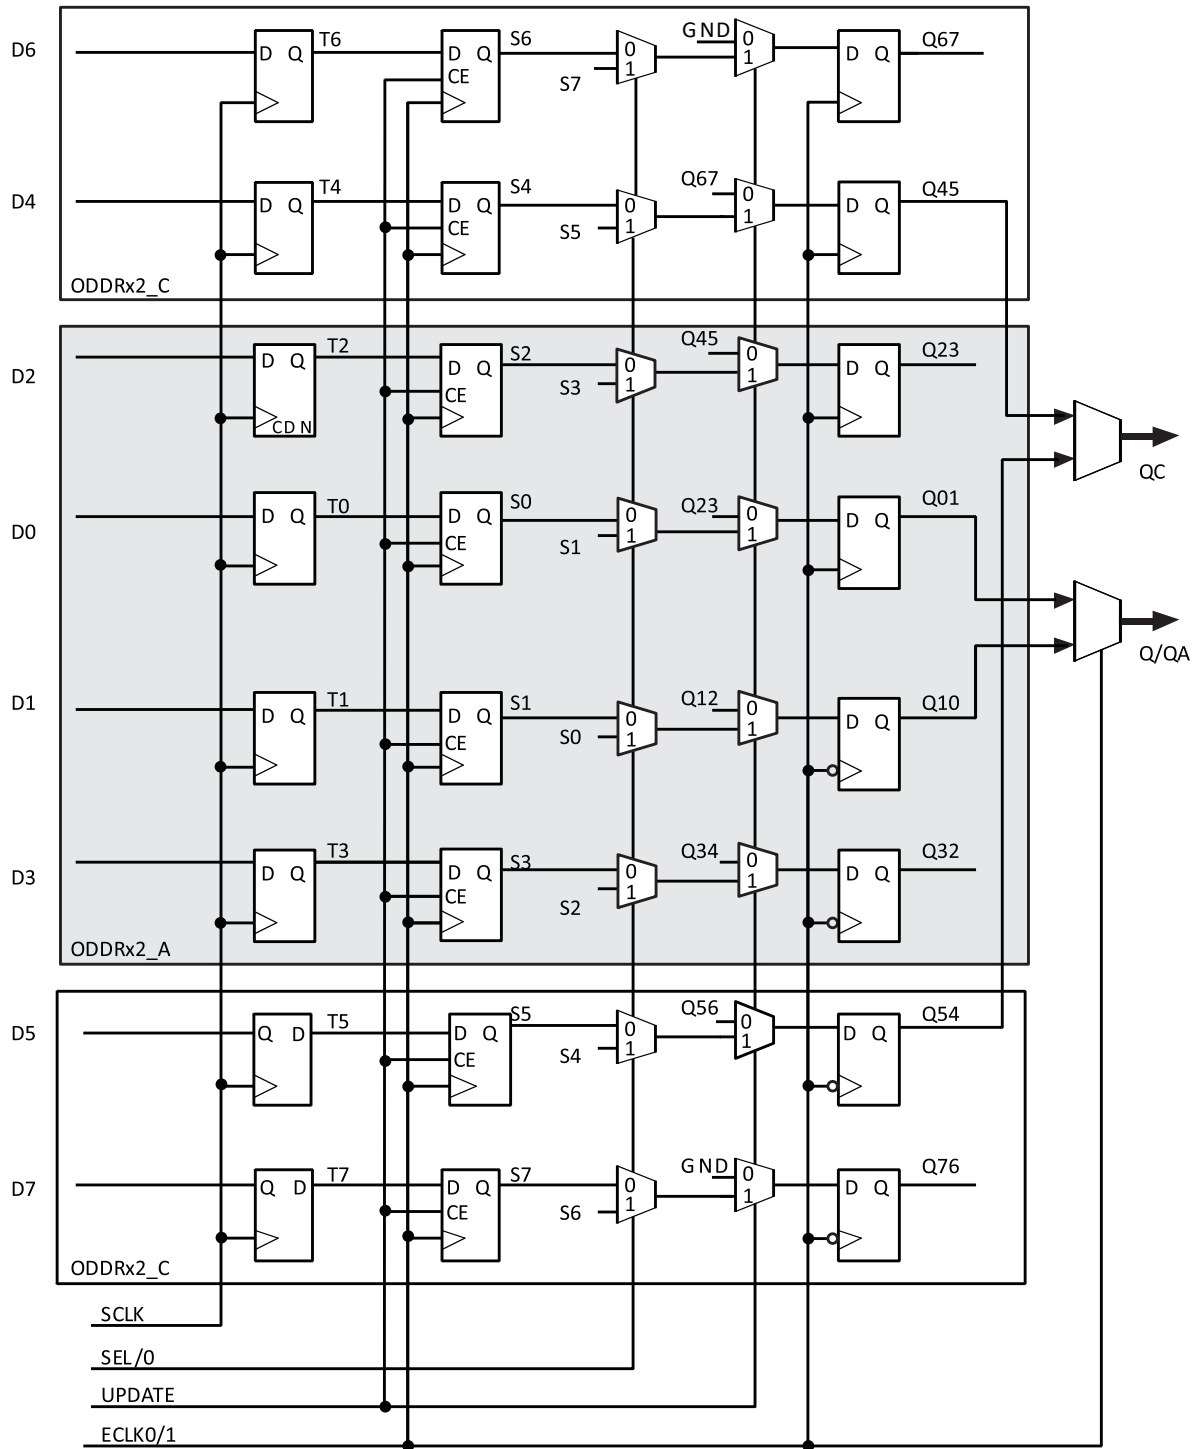 D6 D Q T6 D Q CE S6 0 1 S7 GND 0 1 D Q Q67
D4 D Q T4 D Q CE S4 0 1 S5 Q67 0 1 D Q Q45
ODDRx2_C
D2 D Q CDN T2 D Q CE S2 0 1 S3 Q45 0 1 D Q Q23
QC
D0 D Q T0 D Q CE S0 0 1 S1 Q23 0 1 D Q Q01
Q/QA
D1 D Q T1 D Q CE S1 0 1 S0 Q12 0 1 D Q Q10
D3 D Q T3 D Q CE S3 0 1 S2 Q34 0 1 D Q Q32
ODDRx2_A
D5 Q D T5 D Q CE S5 0 1 S4 Q56 0 1 D Q Q54
D7 Q D T7 D Q CE S7 0 1 S6 GND 0 1 D Q Q76
ODDRx2_C
SCLK
SEL/0
UPDATE
ECLK0/1